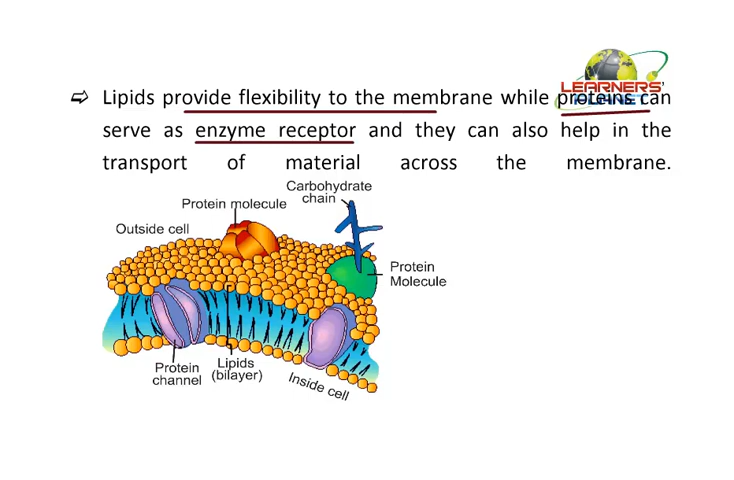 LEARNERS'
PLANET
➯ Lipids provide flexibility to the membrane while proteins can
serve as enzyme receptor and they can also help in the
transport of material across the membrane.
Carbohydrate
chain
Protein molecule
Outside cell
Protein
Molecule
Protein
channel
Lipids
(bilayer)
Inside cell